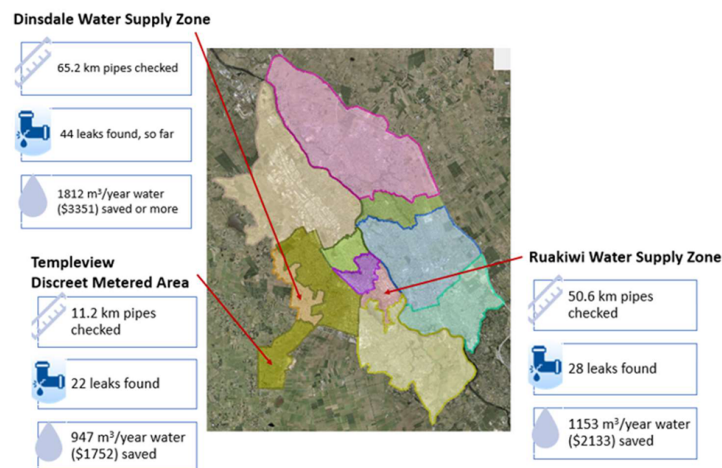 Dinsdale Water Supply Zone
65.2 km pipes checked
44 leaks found, so far
1812 m³/year water
($3351) saved or more
Templeview
Discreet Metered Area
11.2 km pipes
checked
22 leaks found
947 m³/year water
($1752) saved
Ruakiwi Water Supply Zone
50.6 km pipes
checked
28 leaks found
1153 m³/year water
($2133) saved